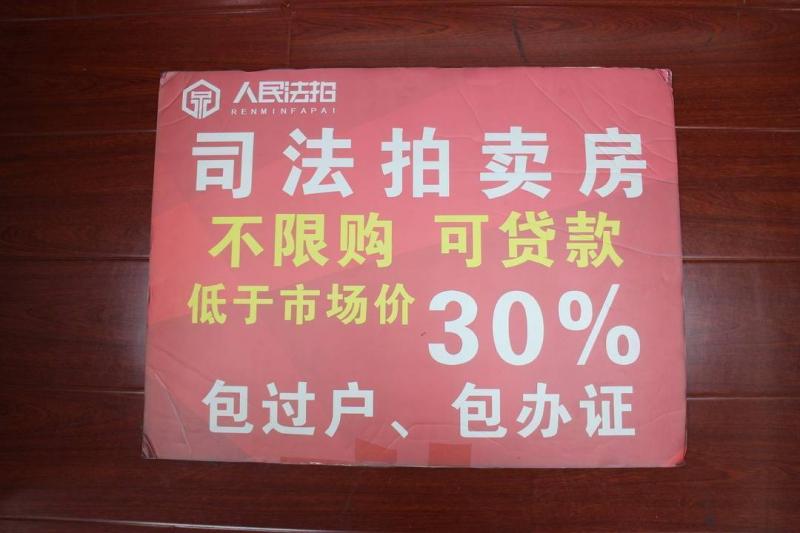 人民法拍
RENMINFAPAI
司法拍卖房
不限购 可贷款
低于市场价 30%
包过户、包办证